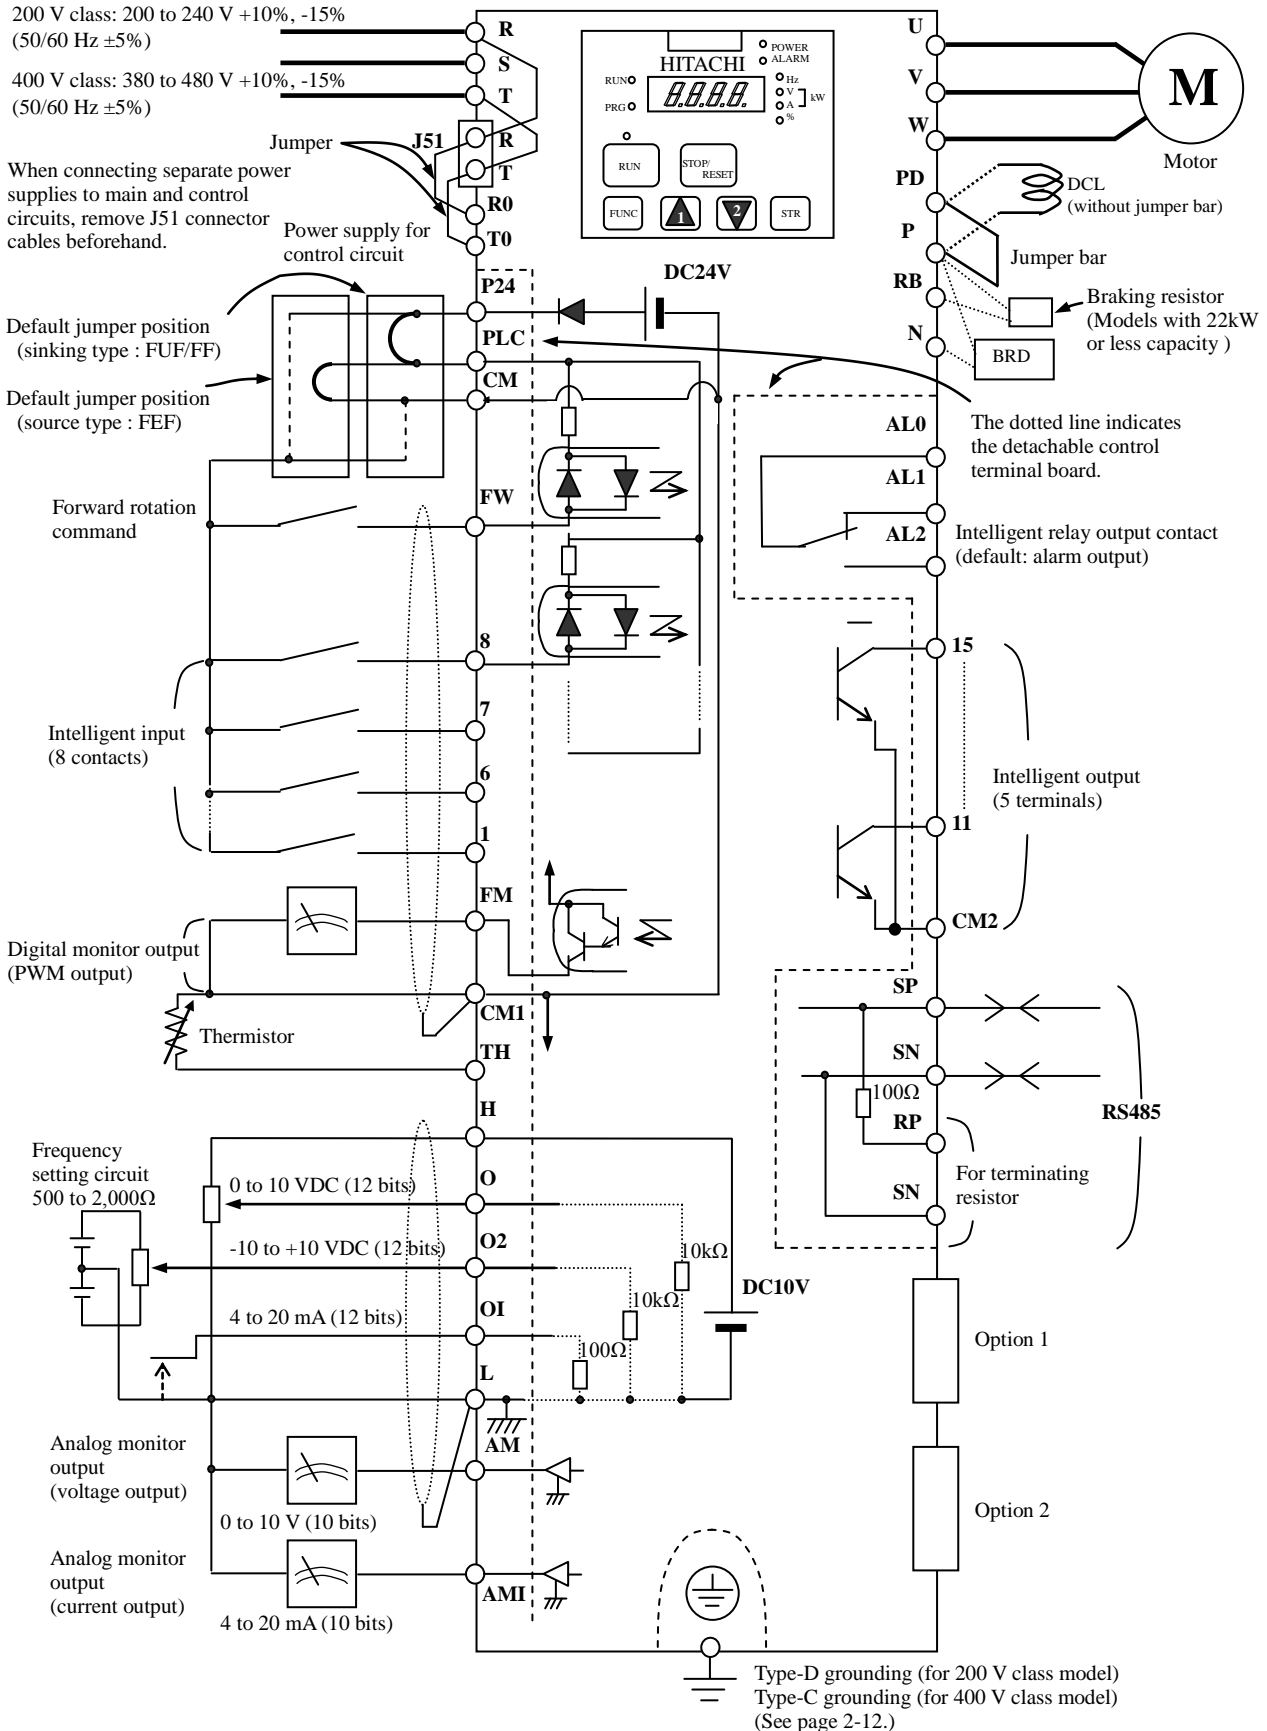 200 V class: 200 to 240 V +10%, -15%
(50/60 Hz ±5%)
400 V class: 380 to 480 V +10%, -15%
(50/60 Hz ±5%)
R
S
T
Jumper
J51
R
T
R0
T0
When connecting separate power
supplies to main and control
circuits, remove J51 connector
cables beforehand.
Power supply for
control circuit
HITACHI
POWER
ALARM
RUN
PRG
8.8.8.8.
Hz
V
A
kW
%
RUN
STOP/
RESET
FUNC
1
2
STR
U
V
W
M
Motor
PD
P
RB
N
DCL
(without jumper bar)
Jumper bar
Braking resistor
(Models with 22kW
or less capacity )
BRD
Default jumper position
(sinking type : FUF/FF)
Default jumper position
(source type : FEF)
P24
PLC
CM
DC24V
The dotted line indicates
the detachable control
terminal board.
AL0
AL1
AL2
Intelligent relay output contact
(default: alarm output)
Forward rotation
command
FW
8
7
6
1
Intelligent input
(8 contacts)
15
11
CM2
Intelligent output
(5 terminals)
Digital monitor output
(PWM output)
FM
CM1
Thermistor
TH
SP
SN
100Ω
RP
SN
For terminating
resistor
RS485
H
Frequency
setting circuit
500 to 2,000Ω
0 to 10 VDC (12 bits)
O
-10 to +10 VDC (12 bits)
O2
4 to 20 mA (12 bits)
OI
L
10kΩ
10kΩ
100Ω
DC10V
Option 1
Option 2
AM
Analog monitor
output
(voltage output)
0 to 10 V (10 bits)
Analog monitor
output
(current output)
4 to 20 mA (10 bits)
AMI
Type-D grounding (for 200 V class model)
Type-C grounding (for 400 V class model)
(See page 2-12.)